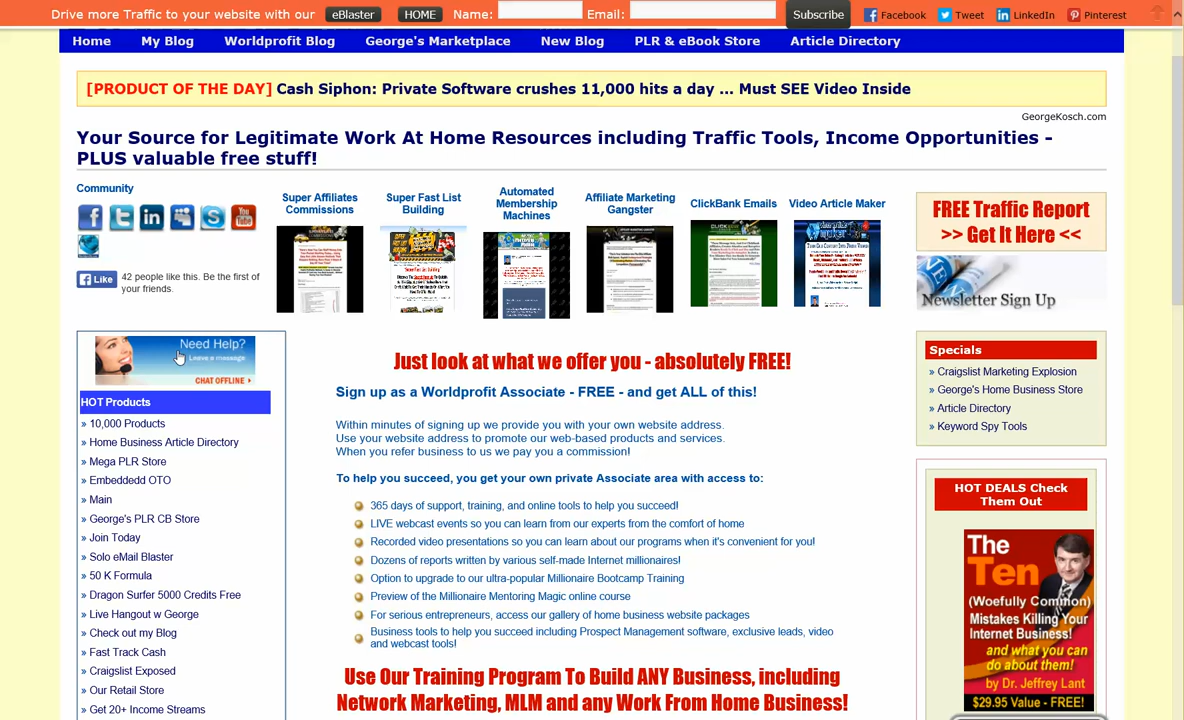 Drive more Traffic to your website with our eBlaster HOME Name: Email: Subscribe Facebook Tweet LinkedIn Pinterest
Home My Blog Worldprofit Blog George's Marketplace New Blog PLR & eBook Store Article Directory
[PRODUCT OF THE DAY] Cash Siphon: Private Software crushes 11,000 hits a day ... Must SEE Video Inside
GeorgeKosch.com
Your Source for Legitimate Work At Home Resources including Traffic Tools, Income Opportunities -
PLUS valuable free stuff!
Community
Like
42 people like this. Be the first of
your friends.
Super Affiliates
Commissions
Super Fast List
Building
Automated
Membership
Machines
Affiliate Marketing
Gangster
ClickBank Emails
Video Article Maker
FREE Traffic Report
>> Get It Here <<
Newsletter Sign Up
Need Help?
Leave a message
CHAT OFFLINE
HOT Products
» 10,000 Products
» Home Business Article Directory
» Mega PLR Store
» Embeddedd OTO
» Main
» George's PLR CB Store
» Join Today
» Solo eMail Blaster
» 50 K Formula
» Dragon Surfer 5000 Credits Free
» Live Hangout w George
» Check out my Blog
» Fast Track Cash
» Craigslist Exposed
» Our Retail Store
» Get 20+ Income Streams
Just look at what we offer you - absolutely FREE!
Sign up as a Worldprofit Associate - FREE - and get ALL of this!
Within minutes of signing up we provide you with your own website address.
Use your website address to promote our web-based products and services.
When you refer business to us we pay you a commission!
To help you succeed, you get your own private Associate area with access to:
365 days of support, training, and online tools to help you succeed!
LIVE webcast events so you can learn from our experts from the comfort of home
Recorded video presentations so you can learn about our programs when it's convenient for you!
Dozens of reports written by various self-made Internet millionaires!
Option to upgrade to our ultra-popular Millionaire Bootcamp Training
Preview of the Millionaire Mentoring Magic online course
For serious entrepreneurs, access our gallery of home business website packages
Business tools to help you succeed including Prospect Management software, exclusive leads, video
and webcast tools!
Use Our Training Program To Build ANY Business, including
Network Marketing, MLM and any Work From Home Business!
Specials
» Craigslist Marketing Explosion
» George's Home Business Store
» Article Directory
» Keyword Spy Tools
HOT DEALS Check
Them Out
The
Ten
(Woefully Common)
Mistakes Killing Your
Internet Business!
and what you can
do about them!
by Dr. Jeffrey Lant
$29.95 Value - FREE!